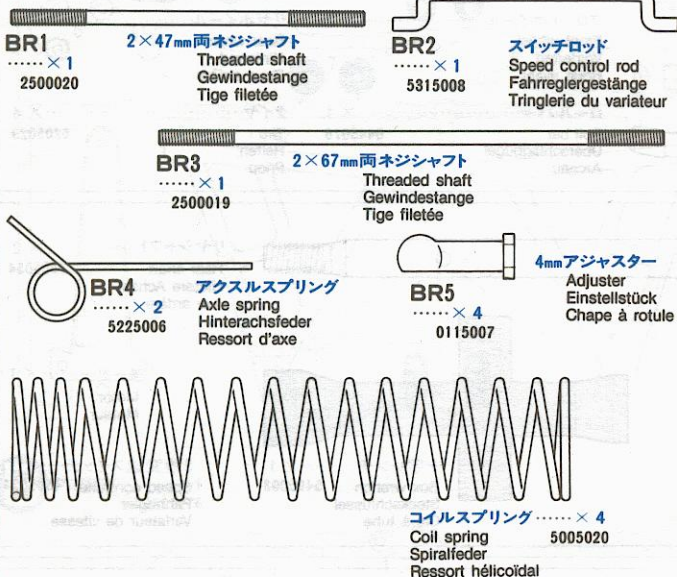 BR1
······ × 1
2500020
2×47mm両ネジシャフト
Threaded shaft
Gewindestange
Tige filetée
BR2
······ × 1
5315008
スイッチロッド
Speed control rod
Fahrreglergestänge
Tringlerie du variateur
BR3
······ × 1
2500019
2×67mm両ネジシャフト
Threaded shaft
Gewindestange
Tige filetée
BR4
······ × 2
5225006
アクスルスプリング
Axle spring
Hinterachsfeder
Ressort d'axe
BR5
······ × 4
0115007
4mmアジャスター
Adjuster
Einstellstück
Chape à rotule
コイルスプリング ······ × 4
Coil spring 5005020
Spiralfeder
Ressort hélicoïdal